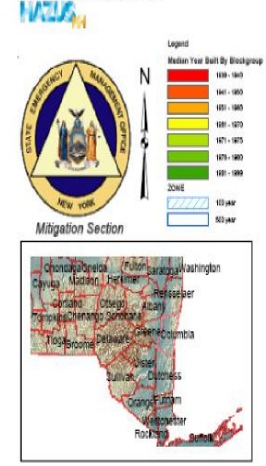 HAZUS MH
Legend
Median Year Built By Blockgroup
1939 - 1940
1941 - 1950
1951 - 1960
1961 - 1970
1971 - 1975
1976 - 1980
1981 - 1999
ZONE
100 year
500 year
N
STATE EMERGENCY MANAGEMENT OFFICE
NEW YORK
Mitigation Section
Onondaga Oneida Fulton Saratoga Washington
Cayuga Madison Herkimer Rensselaer
Cortland Otsego Albany
Tompkins Chenango Schoharie
Tioga Broome Delaware Greene Columbia
Ulster
Sullivan Dutchess
Orange Putnam
Westchester
Rockland Suffolk